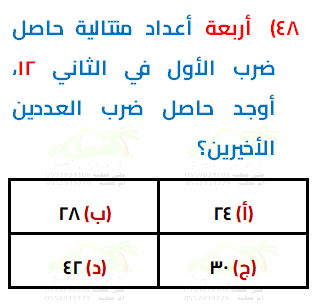 ٤٨) أربعة أعداد متتالية حاصل
ضرب الأول في الثاني ١٢،
أوجد حاصل ضرب العددين
الأخيرين؟
(أ) ٢٤
(ب) ٢٨
(ج) ٣٠
(د) ٤٢